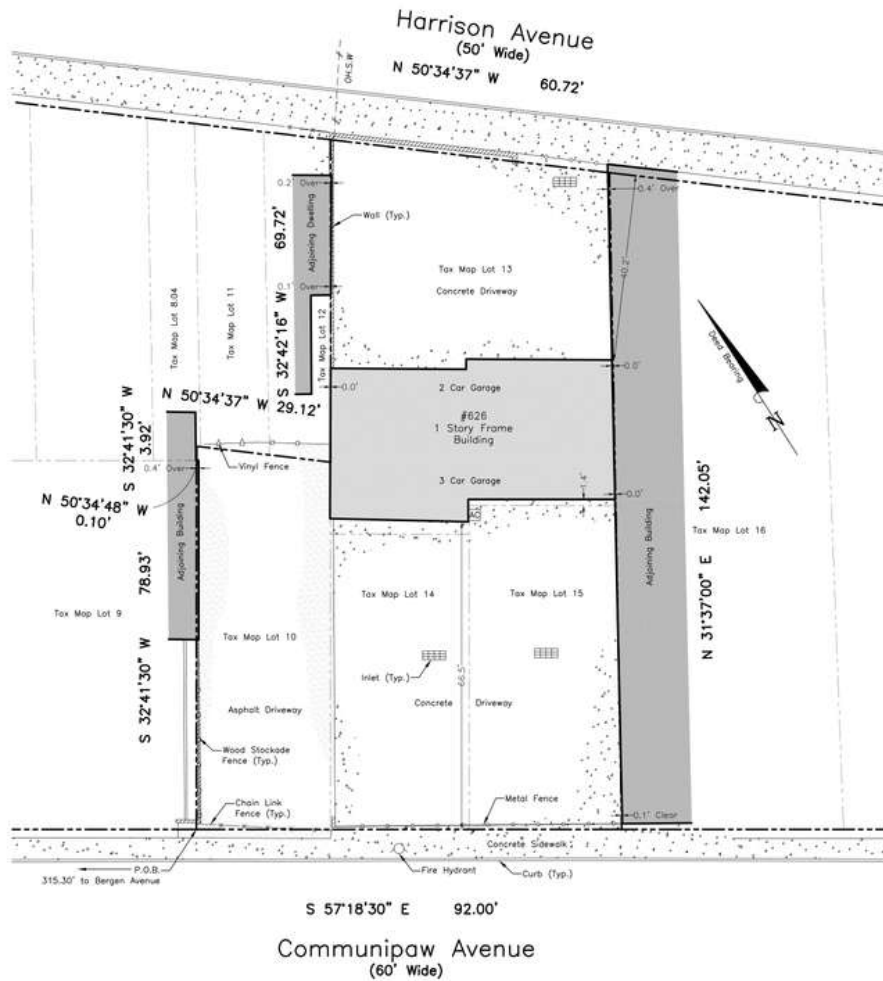 Harrison Avenue
(50' Wide)
N 50°34'37" W 60.72'
OH.S.W
0.2' Over
Adjoining Dwelling
69.72'
S 32°42'16" W
Wall (Typ.)
0.4' Over
40.2'
Tax Map Lot 13
Concrete Driveway
0.1' Over
Tax Map Lot 8.04
Tax Map Lot 11
Tax Map Lot 12
Deed Bearing
N
N 50°34'37" W 29.12'
0.0'
0.0'
2 Car Garage
#626
1 Story Frame
Building
3 Car Garage
S 32°41'30" W
3.92'
Vinyl Fence
0.4' Over
N 50°34'48" W
0.10'
1.4'
0.0'
Adjoining Building
78.93'
S 32°41'30" W
Tax Map Lot 9
Tax Map Lot 10
Tax Map Lot 14
Tax Map Lot 15
Adjoining Building
N 31°37'00" E 142.05'
Tax Map Lot 16
Inlet (Typ.)
66.5'
Asphalt Driveway
Concrete Driveway
Wood Stockade
Fence (Typ.)
Chain Link
Fence (Typ.)
Metal Fence
0.1' Clear
Concrete Sidewalk
P.O.B.
315.30' to Bergen Avenue
Fire Hydrant
Curb (Typ.)
S 57°18'30" E 92.00'
Communipaw Avenue
(60' Wide)